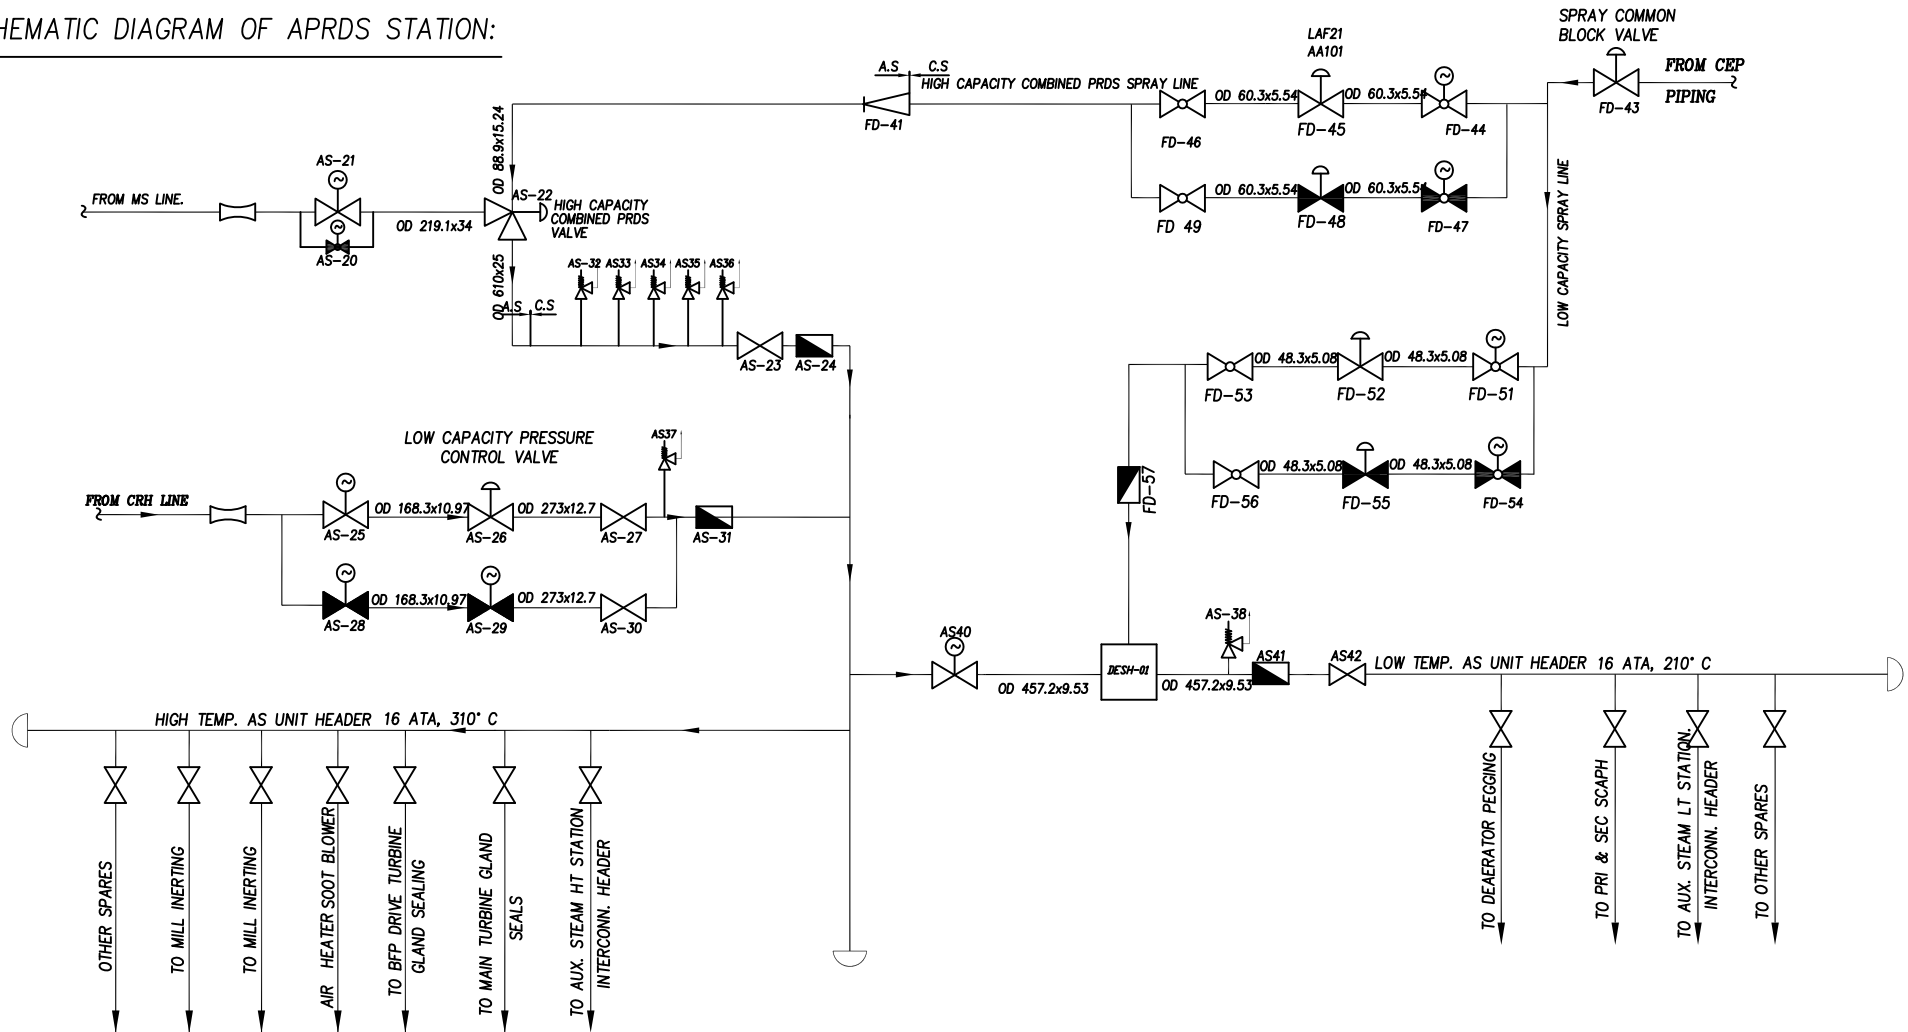 HEMATIC DIAGRAM OF APRDS STATION:
SPRAY COMMON
BLOCK VALVE
FROM CEP
PIPING
FD-43
LAF21
AA101
A.S
C.S
HIGH CAPACITY COMBINED PRDS SPRAY LINE
FD-41
OD 60.3x5.54
OD 60.3x5.54
FD-46
FD-45
FD-44
OD 60.3x5.54
OD 60.3x5.54
FD 49
FD-48
FD-47
OD 88.9x15.24
LOW CAPACITY SPRAY LINE
AS-21
FROM MS LINE.
AS-22
HIGH CAPACITY
COMBINED PRDS
VALVE
OD 219.1x34
AS-20
OD 610x25
A.S
C.S
AS-32
AS33
AS34
AS35
AS36
AS-23
AS-24
OD 48.3x5.08
OD 48.3x5.08
FD-53
FD-52
FD-51
OD 48.3x5.08
OD 48.3x5.08
FD-56
FD-55
FD-54
FD-57
LOW CAPACITY PRESSURE
CONTROL VALVE
AS37
FROM CRH LINE
OD 168.3x10.97
OD 273x12.7
AS-25
AS-26
AS-27
AS-31
OD 168.3x10.97
OD 273x12.7
AS-28
AS-29
AS-30
AS40
OD 457.2x9.53
DESH-01
OD 457.2x9.53
AS-38
AS41
AS42
LOW TEMP. AS UNIT HEADER 16 ATA, 210° C
HIGH TEMP. AS UNIT HEADER 16 ATA, 310° C
OTHER SPARES
TO MILL INERTING
TO MILL INERTING
AIR HEATER SOOT BLOWER
TO BFP DRIVE TURBINE
GLAND SEALING
TO MAIN TURBINE GLAND
SEALS
TO AUX. STEAM HT STATION
INTERCONN. HEADER
TO DEAERATOR PEGGING
TO PRI & SEC SCAPH
TO AUX. STEAM LT STATION.
INTERCONN. HEADER
TO OTHER SPARES